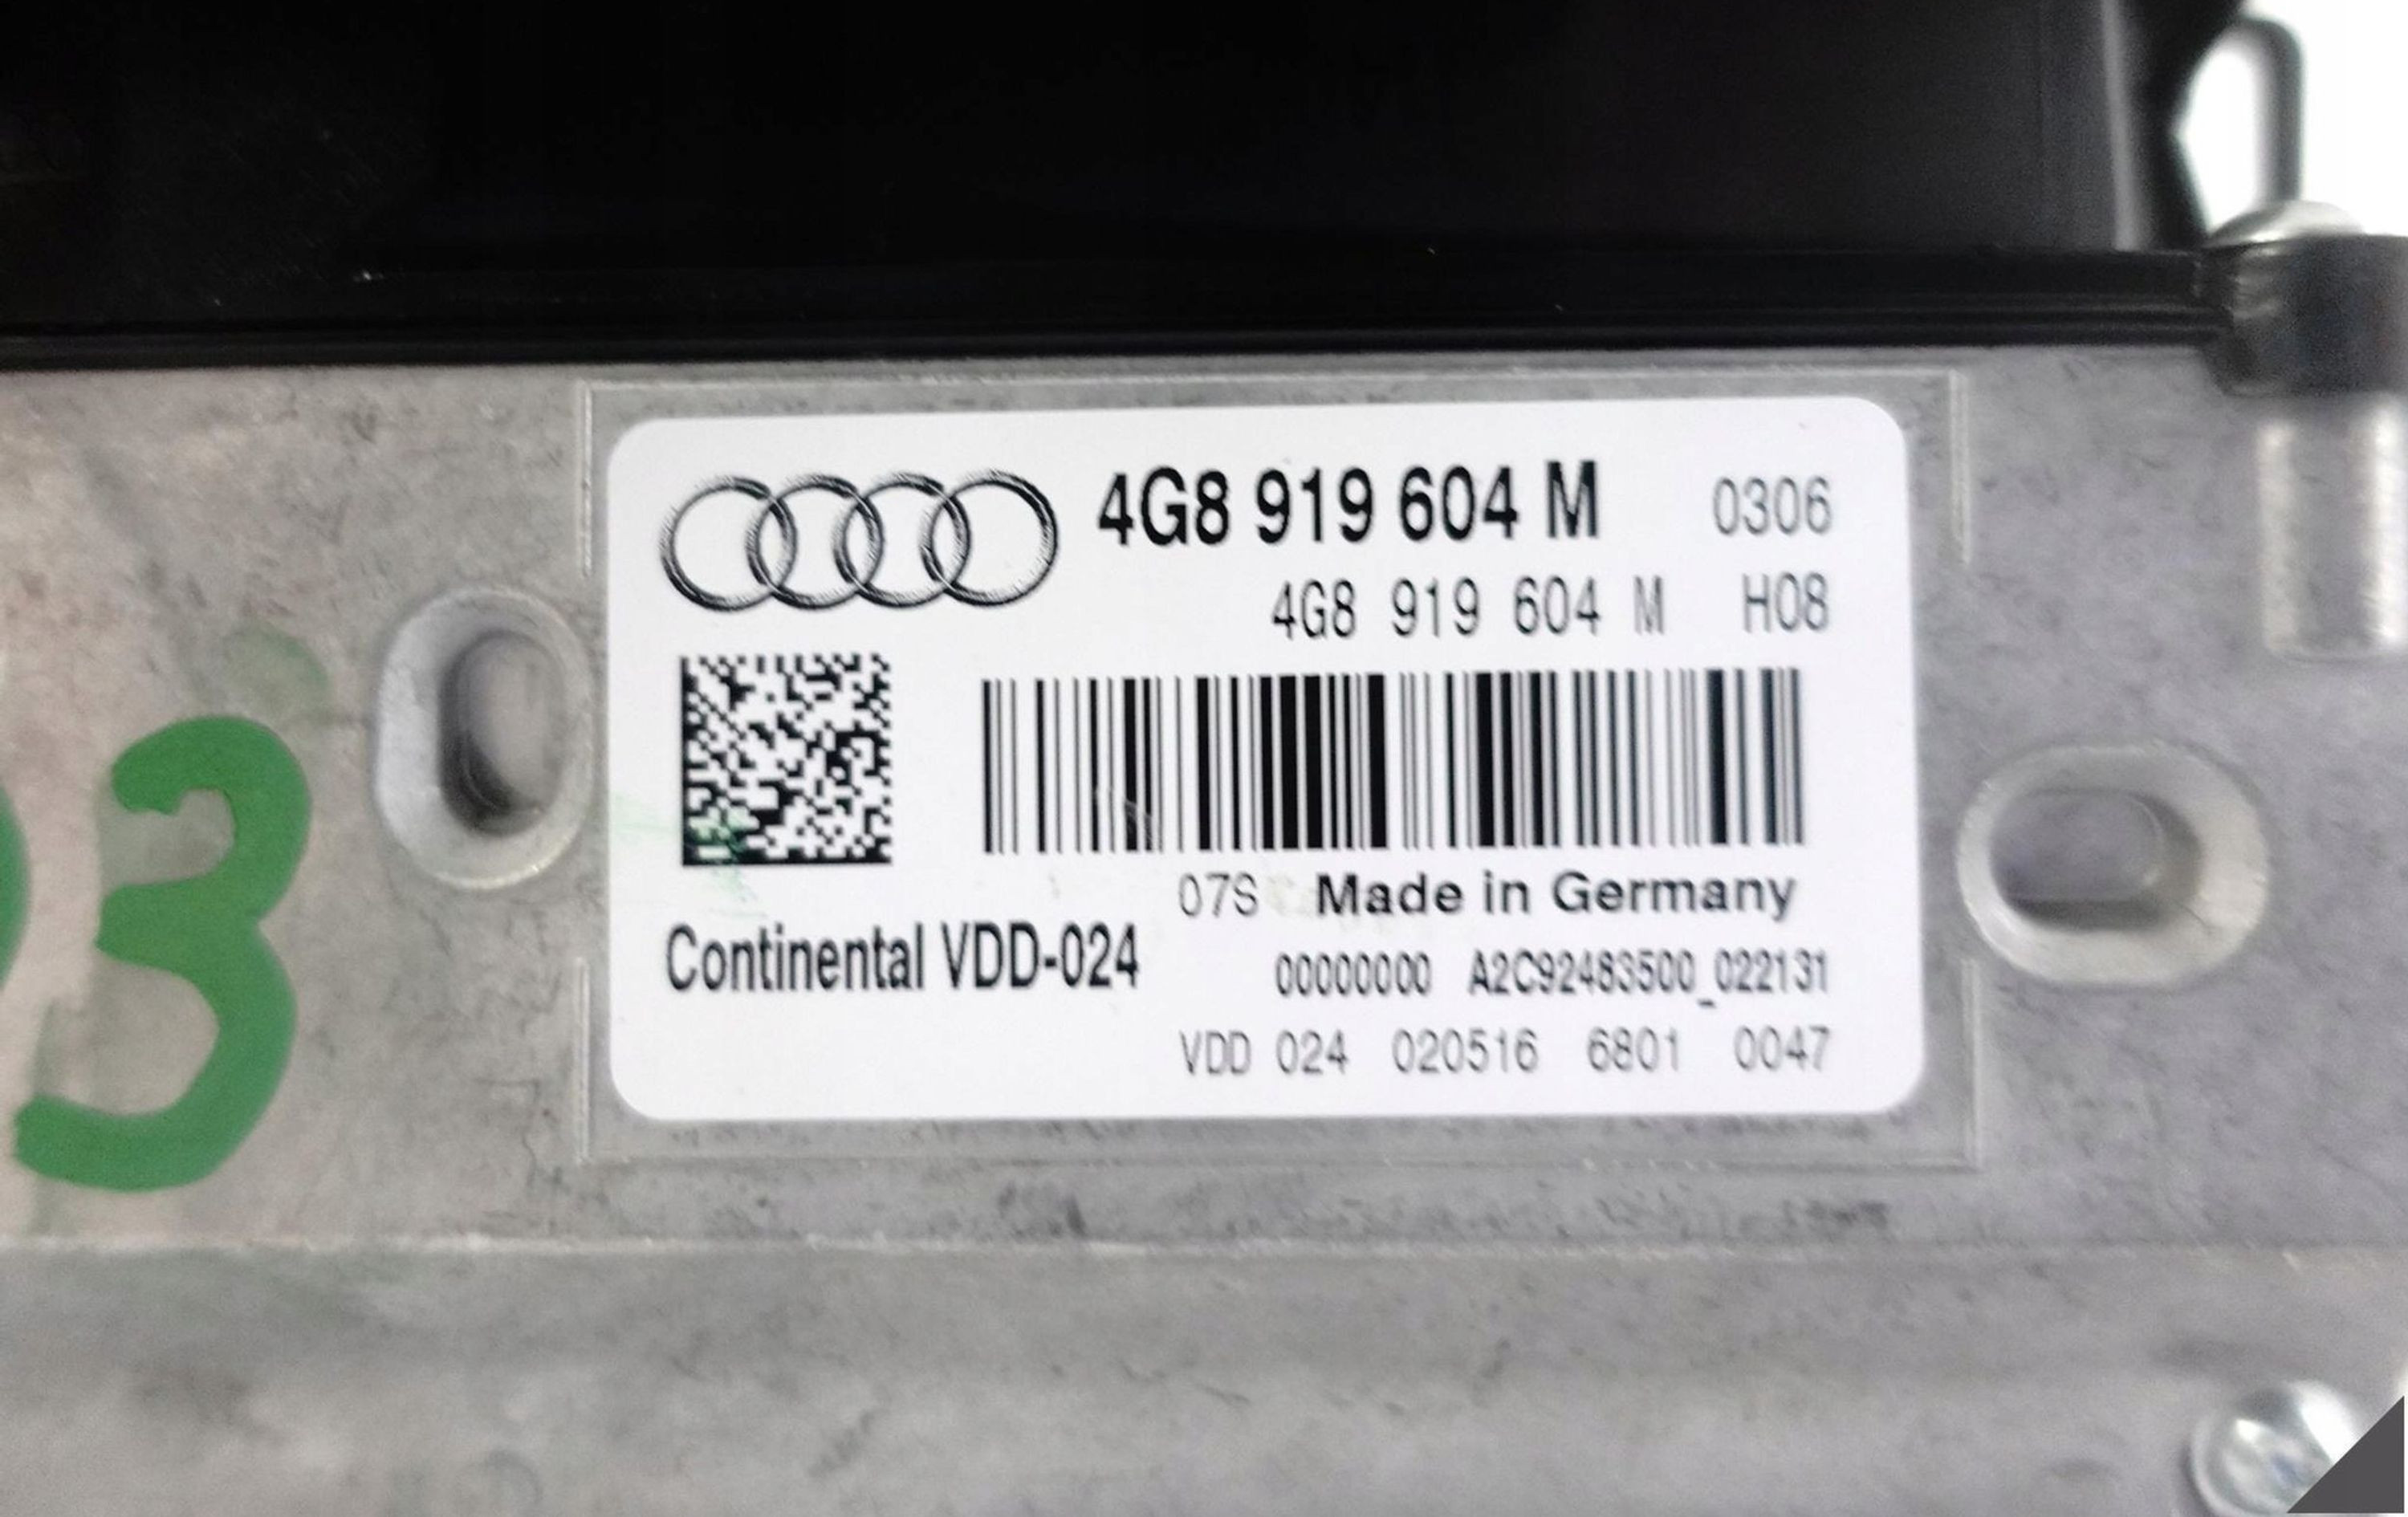 4G8 919 604 M 0306
4G8 919 604 M H08
07S Made in Germany
Continental VDD-024
00000000 A2C92483500_022131
VDD 024 020516 6801 0047
3